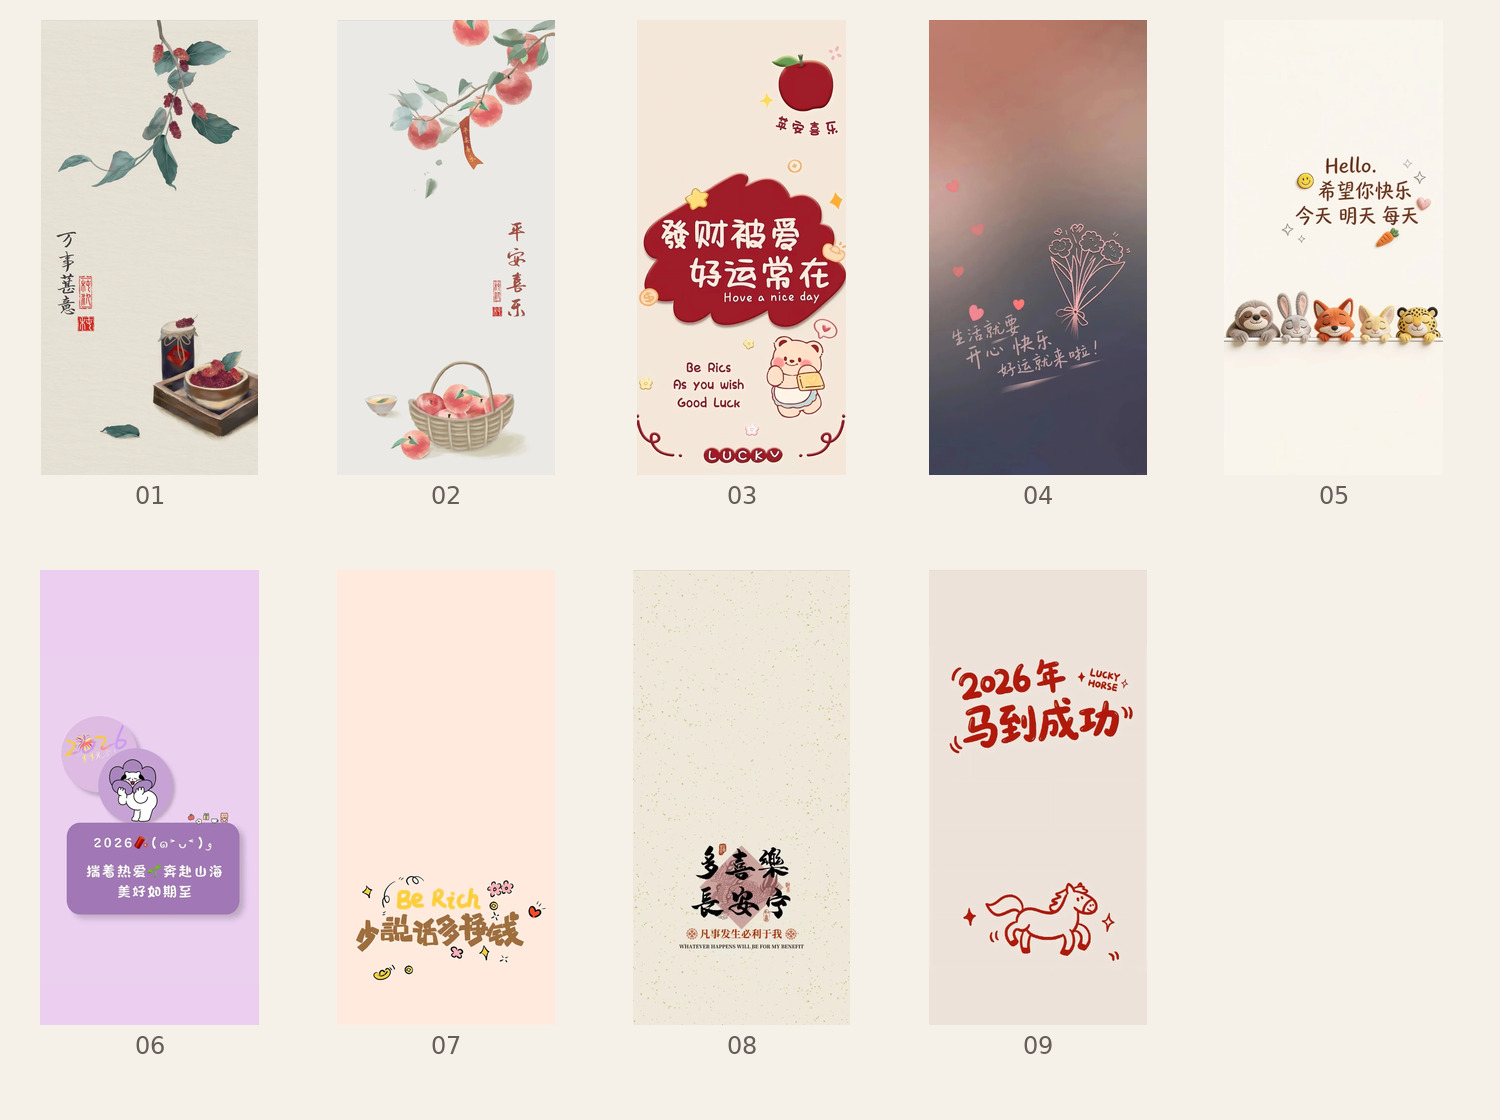 万事葚意
01
平安喜乐
02
苹安喜乐
發财被爱
好运常在
Have a nice day
Be Rics
As you wish
Good Luck
LUCKY
03
生活就要
开心 快乐
好运就来啦!
04
Hello.
希望你快乐
今天 明天 每天
05
2026
2026
揣着热爱 奔赴山海
美好如期至
06
Be Rich
少説话多挣钱
07
多喜樂
長安宁
凡事发生必利于我
WHATEVER HAPPENS WILL BE FOR MY BENEFIT
08
2026年
LUCKY
HORSE
马到成功
09